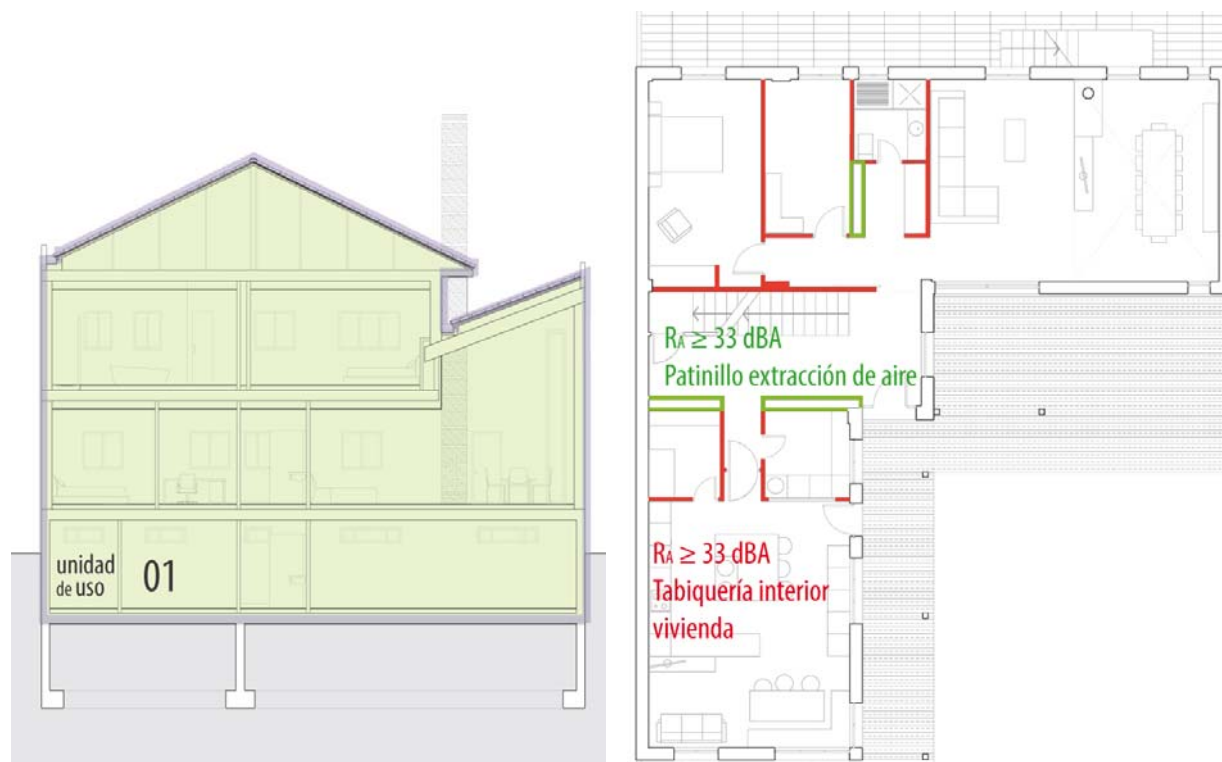 unidad
de uso 01
RA ≥ 33 dBA
Patinillo extracción de aire
RA ≥ 33 dBA
Tabiquería interior
vivienda